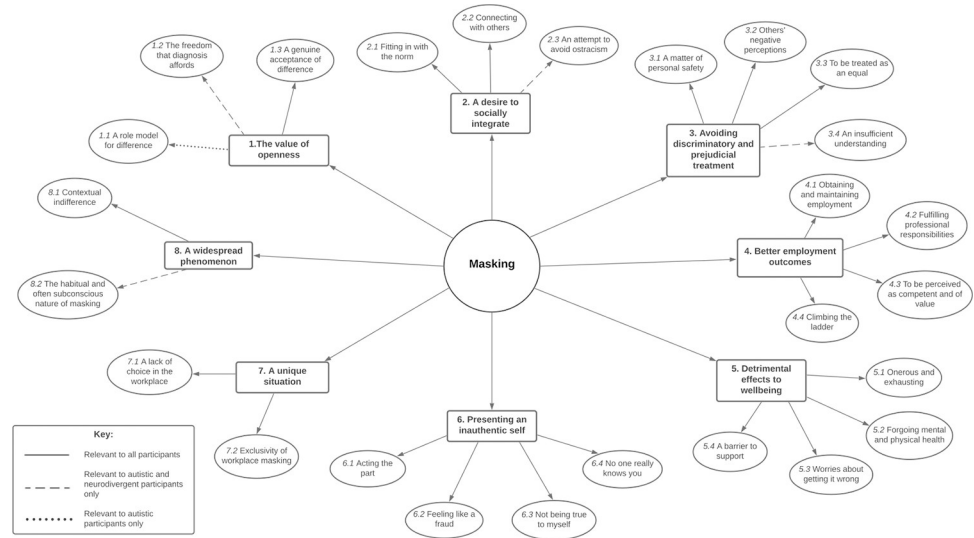 Masking
1.The value of
openness
1.1 A role model
for difference
1.2 The freedom
that diagnosis
affords
1.3 A genuine
acceptance of
difference
2. A desire to
socially
integrate
2.1 Fitting in with
the norm
2.2 Connecting
with others
2.3 An attempt to
avoid ostracism
3. Avoiding
discriminatory and
prejudicial
treatment
3.1 A matter of
personal safety
3.2 Others'
negative
perceptions
3.3 To be treated as
an equal
3.4 An insufficient
understanding
4. Better employment
outcomes
4.1 Obtaining
and maintaining
employment
4.2 Fulfilling
professional
responsibilities
4.3 To be perceived
as competent and of
value
4.4 Climbing the
ladder
5. Detrimental
effects to
wellbeing
5.1 Onerous and
exhausting
5.2 Forgoing mental
and physical health
5.3 Worries about
getting it wrong
5.4 A barrier to
support
6. Presenting an
inauthentic self
6.1 Acting the
part
6.2 Feeling like a
fraud
6.3 Not being true
to myself
6.4 No one really
knows you
7. A unique
situation
7.1 A lack of
choice in the
workplace
7.2 Exclusivity of
workplace masking
8. A widespread
phenomenon
8.1 Contextual
indifference
8.2 The habitual and
often subconscious
nature of masking
Key:
Relevant to all participants
Relevant to autistic and
neurodivergent participants
only
Relevant to autistic
participants only